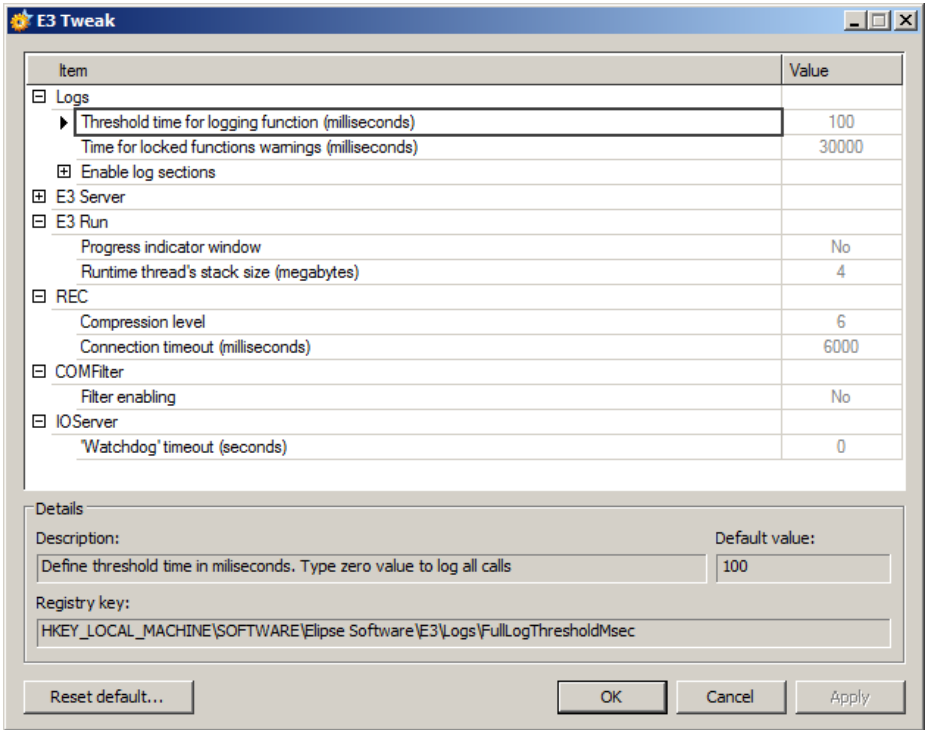 E3 Tweak
Item Value
Logs
Threshold time for logging function (milliseconds) 100
Time for locked functions warnings (milliseconds) 30000
Enable log sections
E3 Server
E3 Run
Progress indicator window No
Runtime thread's stack size (megabytes) 4
REC
Compression level 6
Connection timeout (milliseconds) 6000
COMFilter
Filter enabling No
IOServer
'Watchdog' timeout (seconds) 0
Details
Description: Default value:
Define threshold time in miliseconds. Type zero value to log all calls 100
Registry key:
HKEY_LOCAL_MACHINE\SOFTWARE\Elipse Software\E3\Logs\FullLogThresholdMsec
Reset default... OK Cancel Apply